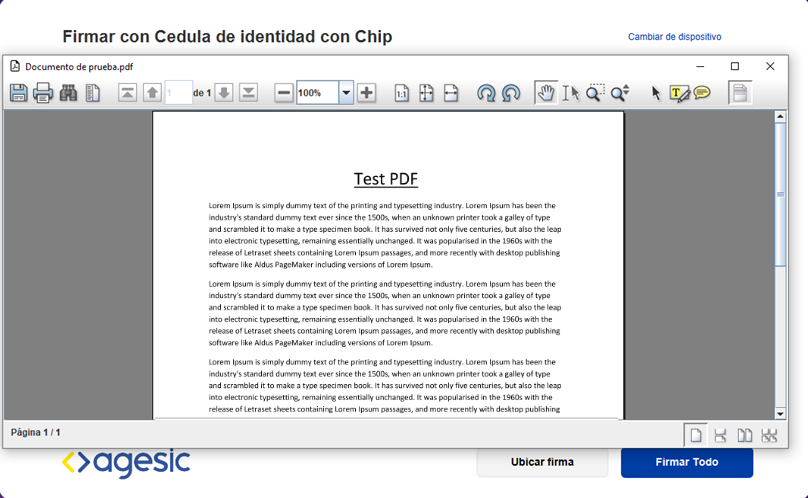 Firmar con Cedula de identidad con Chip
Cambiar de dispositivo
Documento de prueba.pdf
1 de 1 100% 1:1 T
Test PDF
Lorem Ipsum is simply dummy text of the printing and typesetting industry. Lorem Ipsum has been the
industry's standard dummy text ever since the 1500s, when an unknown printer took a galley of type
and scrambled it to make a type specimen book. It has survived not only five centuries, but also the leap
into electronic typesetting, remaining essentially unchanged. It was popularised in the 1960s with the
release of Letraset sheets containing Lorem Ipsum passages, and more recently with desktop publishing
software like Aldus PageMaker including versions of Lorem Ipsum.
Lorem Ipsum is simply dummy text of the printing and typesetting industry. Lorem Ipsum has been the
industry's standard dummy text ever since the 1500s, when an unknown printer took a galley of type
and scrambled it to make a type specimen book. It has survived not only five centuries, but also the leap
into electronic typesetting, remaining essentially unchanged. It was popularised in the 1960s with the
release of Letraset sheets containing Lorem Ipsum passages, and more recently with desktop publishing
software like Aldus PageMaker including versions of Lorem Ipsum.
Lorem Ipsum is simply dummy text of the printing and typesetting industry. Lorem Ipsum has been the
industry's standard dummy text ever since the 1500s, when an unknown printer took a galley of type
and scrambled it to make a type specimen book. It has survived not only five centuries, but also the leap
into electronic typesetting, remaining essentially unchanged. It was popularised in the 1960s with the
release of Letraset sheets containing Lorem Ipsum passages, and more recently with desktop publishing
Página 1 / 1
agesic
Ubicar firma
Firmar Todo